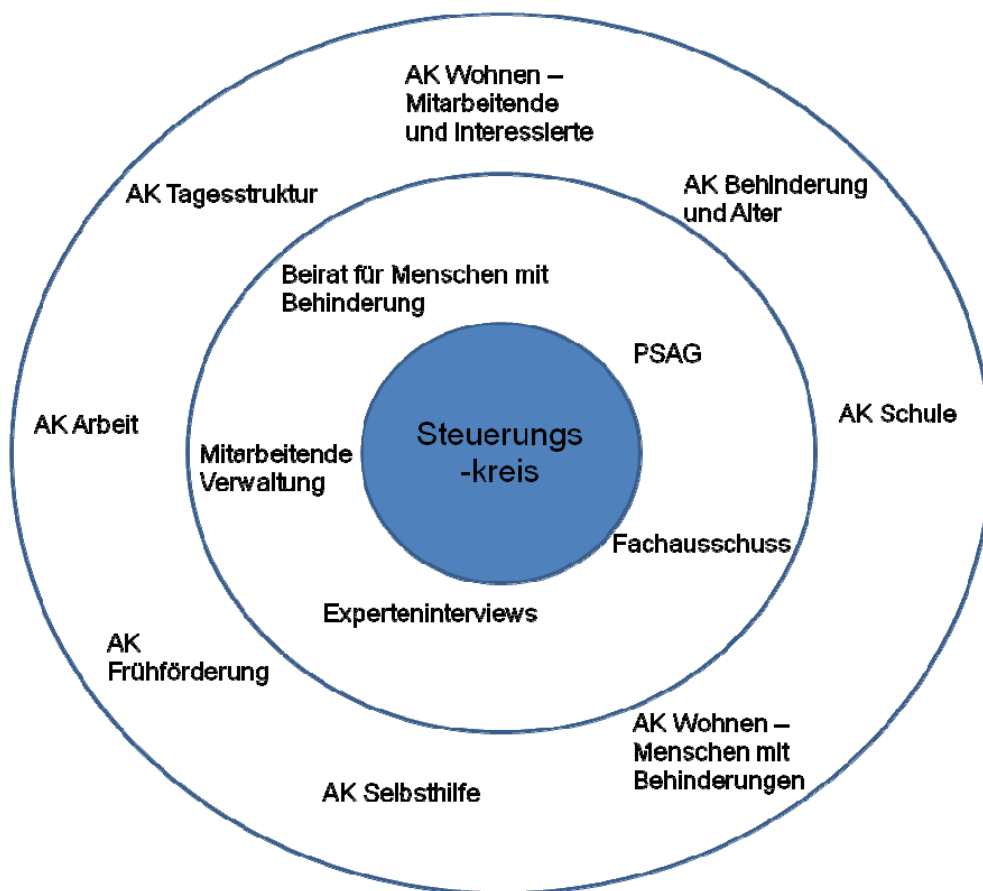 AK Wohnen –
Mitarbeitende
und Interessierte
AK Tagesstruktur
AK Behinderung
und Alter
Beirat für Menschen mit
Behinderung
PSAG
AK Arbeit
AK Schule
Mitarbeitende
Verwaltung
Steuerungs
-kreis
Fachausschuss
Experteninterviews
AK
Frühförderung
AK Wohnen –
Menschen mit
Behinderungen
AK Selbsthilfe